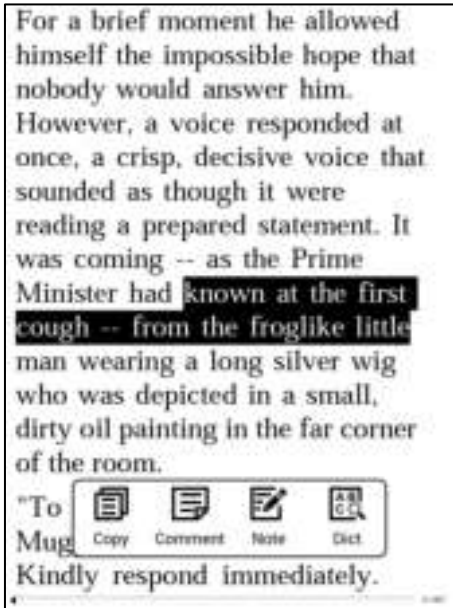 For a brief moment he allowed
himself the impossible hope that
nobody would answer him.
However, a voice responded at
once, a crisp, decisive voice that
sounded as though it were
reading a prepared statement. It
was coming -- as the Prime
Minister had known at the first
cough -- from the froglike little
man wearing a long silver wig
who was depicted in a small,
dirty oil painting in the far corner
of the room.
"To
Mug
Copy Comment Note Dict
Kindly respond immediately.